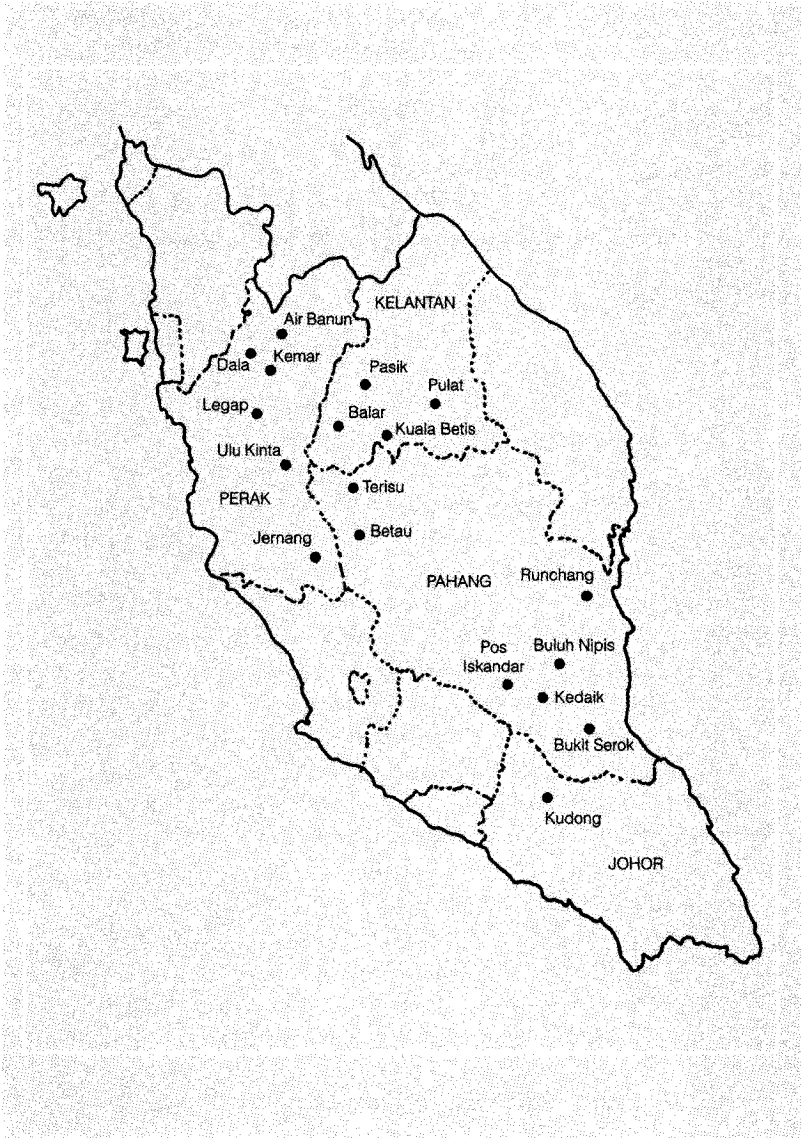 KELANTAN
Air Banun
Dala
Kemar
Pasik
Pulat
Legap
Balar
Kuala Betis
Ulu Kinta
Terisu
PERAK
Betau
Jernang
PAHANG
Runchang
Pos
Iskandar
Buluh Nipis
Kedaik
Bukit Serok
Kudong
JOHOR